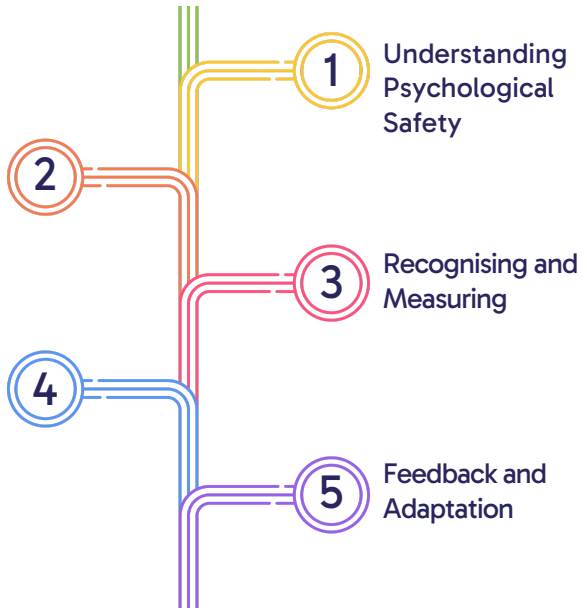 1
Understanding
Psychological
Safety
2
3
Recognising and
Measuring
4
5
Feedback and
Adaptation